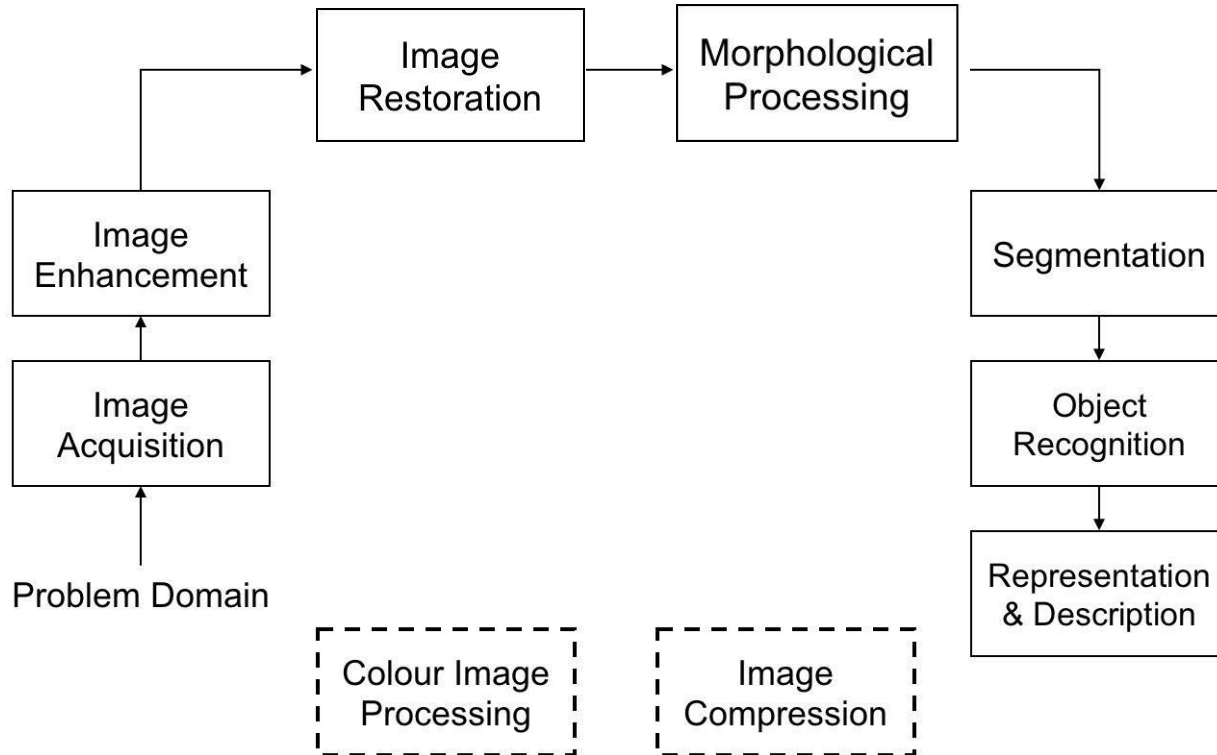 Image
Restoration
Morphological
Processing
Image
Enhancement
Segmentation
Image
Acquisition
Object
Recognition
Problem Domain
Representation
& Description
Colour Image
Processing
Image
Compression